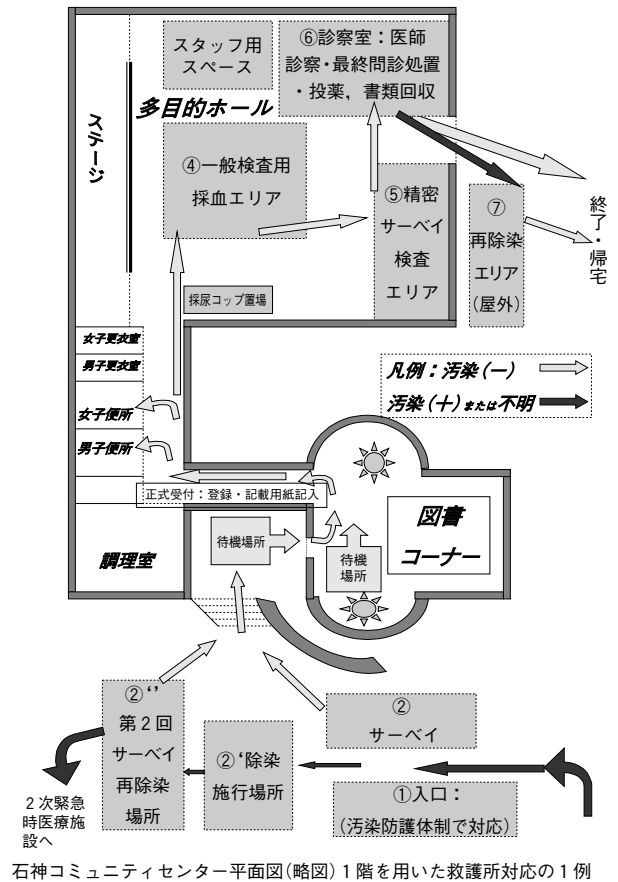 スタッフ用
スペース
⑥診察室：医師
診察・最終問診処置
・投薬，書類回収
多目的ホール
ステージ
④一般検査用
採血エリア
⑤精密
サーベイ
検査
エリア
⑦
再除染
エリア
（屋外）
終了・帰宅
採尿コップ置場
女子更衣室
男子更衣室
女子便所
男子便所
凡例：汚染（－）
汚染（＋）または不明
正式受付：登録・記載用紙記入
待機場所
待機
場所
図書
コーナー
調理室
②‘’
第２回
サーベイ
再除染
場所
②
サーベイ
②‘除染
施行場所
①入口：
（汚染防護体制で対応）
２次緊急
時医療施
設へ
石神コミュニティセンター平面図（略図）１階を用いた救護所対応の１例